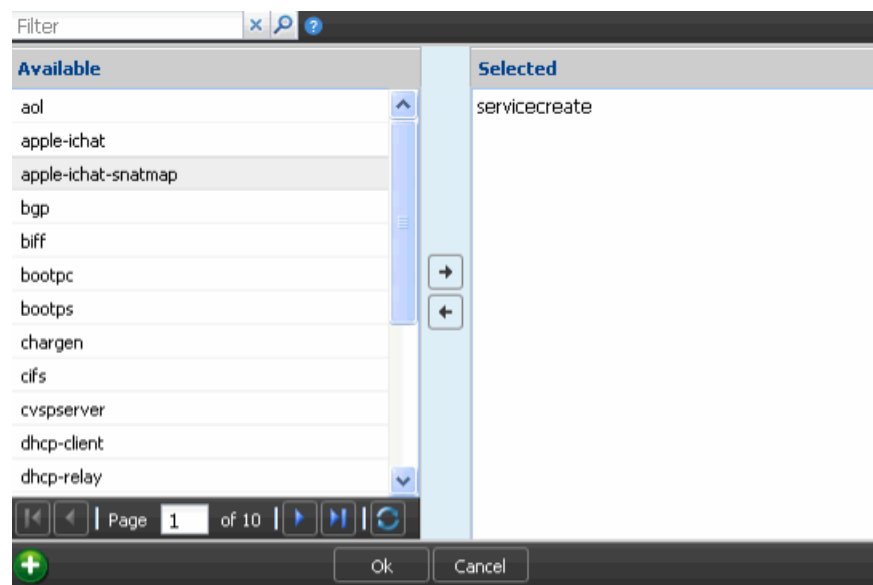 Filter
Available
Selected
aol
servicecreate
apple-ichat
apple-ichat-snatmap
bgp
biff
bootpc
bootps
chargen
cifs
cvspserver
dhcp-client
dhcp-relay
Page 1 of 10
Ok Cancel